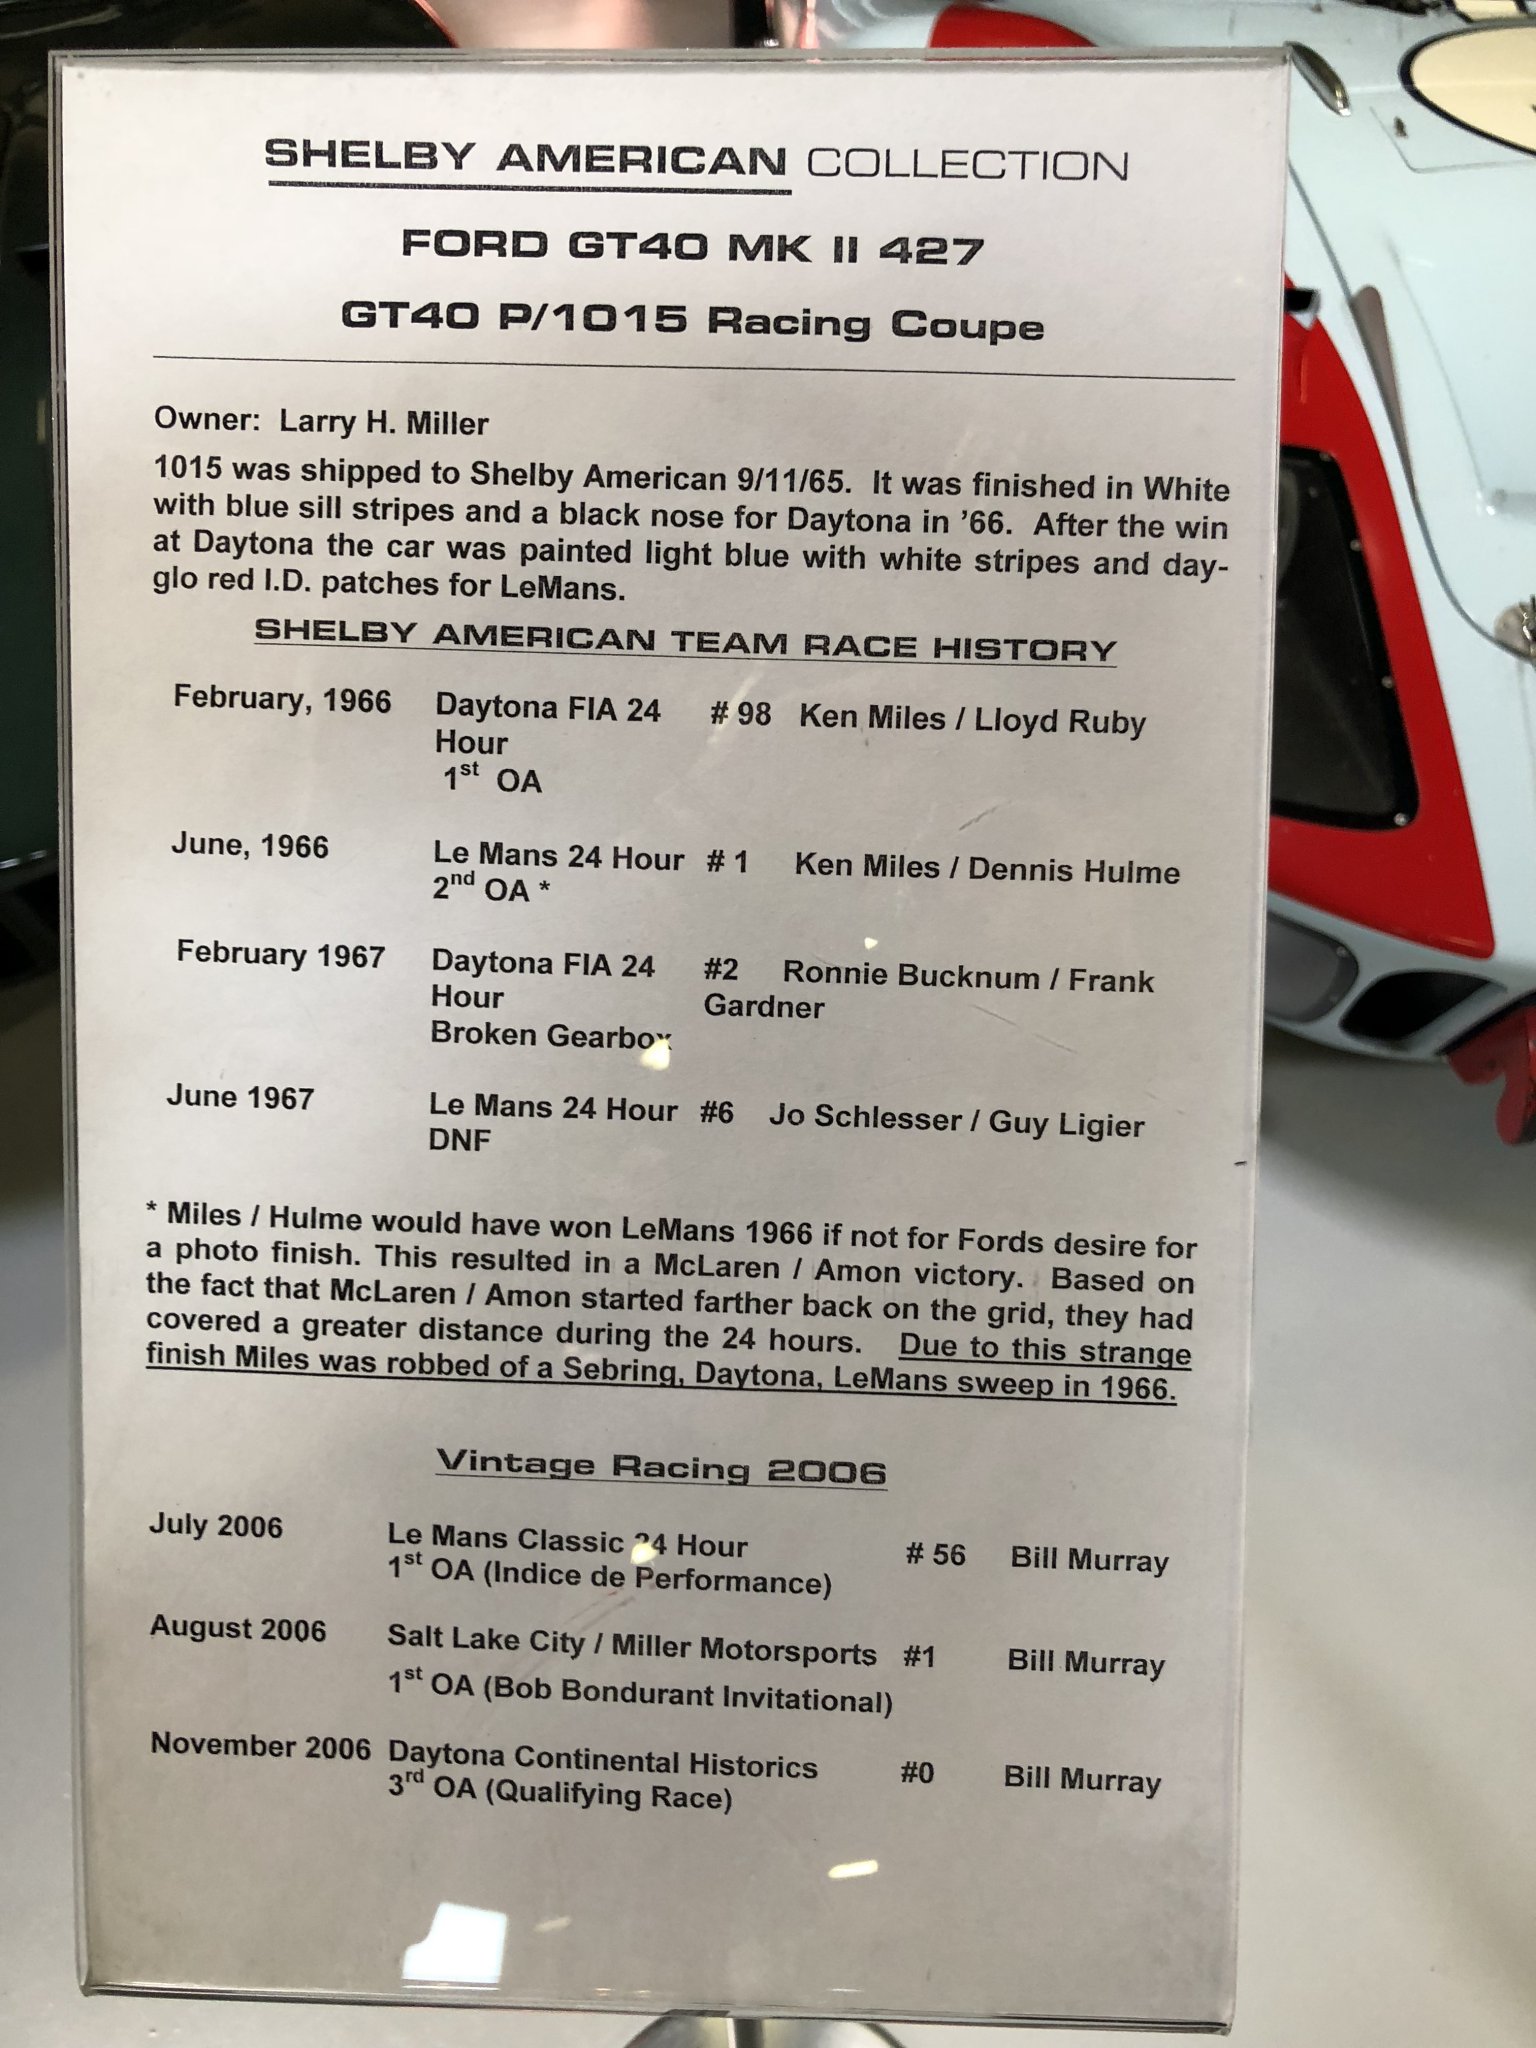 SHELBY AMERICAN COLLECTION
FORD GT40 MK II 427
GT40 P/1015 Racing Coupe
Owner: Larry H. Miller
1015 was shipped to Shelby American 9/11/65. It was finished in White
with blue sill stripes and a black nose for Daytona in ’66. After the win
at Daytona the car was painted light blue with white stripes and day-
glo red I.D. patches for LeMans.
SHELBY AMERICAN TEAM RACE HISTORY
February, 1966 Daytona FIA 24 # 98 Ken Miles / Lloyd Ruby
Hour
1st OA
June, 1966 Le Mans 24 Hour # 1 Ken Miles / Dennis Hulme
2nd OA *
February 1967 Daytona FIA 24 #2 Ronnie Bucknum / Frank
Hour Gardner
Broken Gearbox
June 1967 Le Mans 24 Hour #6 Jo Schlesser / Guy Ligier
DNF
* Miles / Hulme would have won LeMans 1966 if not for Fords desire for
a photo finish. This resulted in a McLaren / Amon victory. Based on
the fact that McLaren / Amon started farther back on the grid, they had
covered a greater distance during the 24 hours. Due to this strange
finish Miles was robbed of a Sebring, Daytona, LeMans sweep in 1966.
Vintage Racing 2006
July 2006 Le Mans Classic 24 Hour # 56 Bill Murray
1st OA (Indice de Performance)
August 2006 Salt Lake City / Miller Motorsports #1 Bill Murray
1st OA (Bob Bondurant Invitational)
November 2006 Daytona Continental Historics #0 Bill Murray
3rd OA (Qualifying Race)